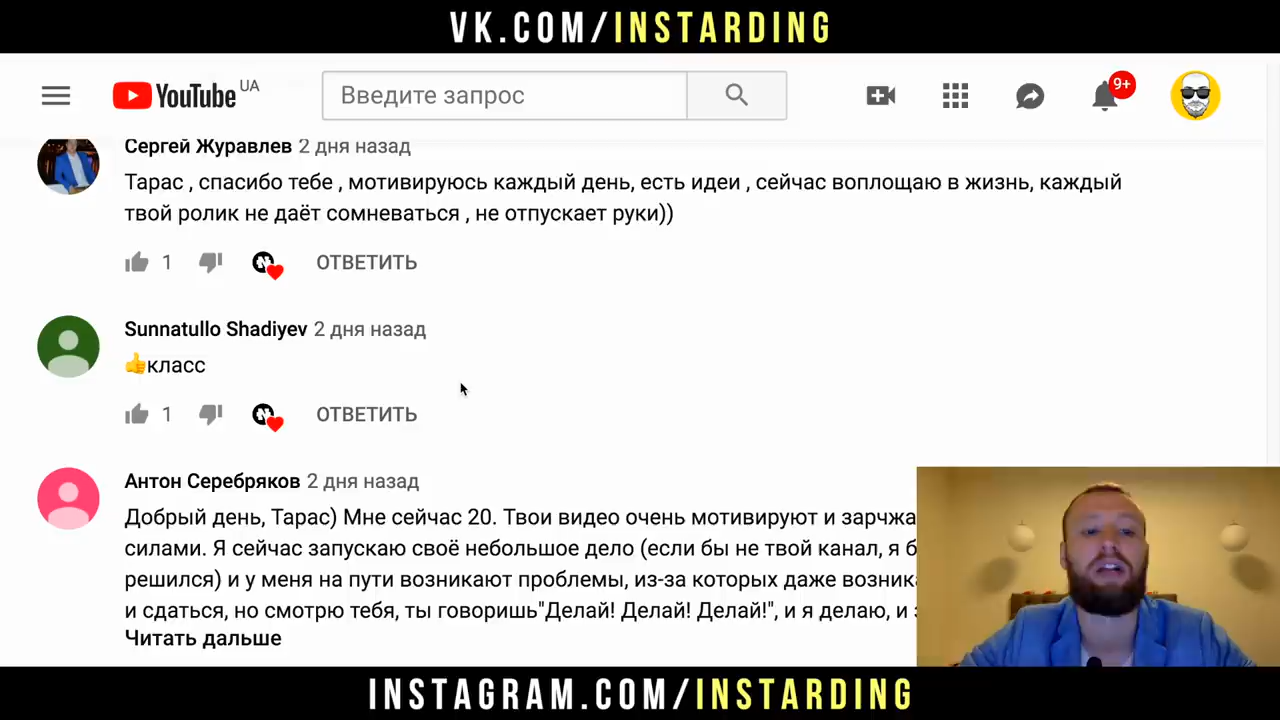 VK.COM/INSTARDING
YouTube UA
Введите запрос
9+
Сергей Журавлев 2 дня назад
Тарас , спасибо тебе , мотивируюсь каждый день, есть идеи , сейчас воплощаю в жизнь, каждый
твой ролик не даёт сомневаться , не отпускает руки))
1 ОТВЕТИТЬ
Sunnatullo Shadiyev 2 дня назад
👍класс
1 ОТВЕТИТЬ
Антон Серебряков 2 дня назад
Добрый день, Тарас) Мне сейчас 20. Твои видео очень мотивируют и
силами. Я сейчас запускаю своё небольшое дело (если бы не твой канал, я
решился) и у меня на пути возникают проблемы, из-за которых даже
и сдаться, но смотрю тебя, ты говоришь"Делай! Делай! Делай!", и я делаю, и
Читать дальше
INSTAGRAM.COM/INSTARDING